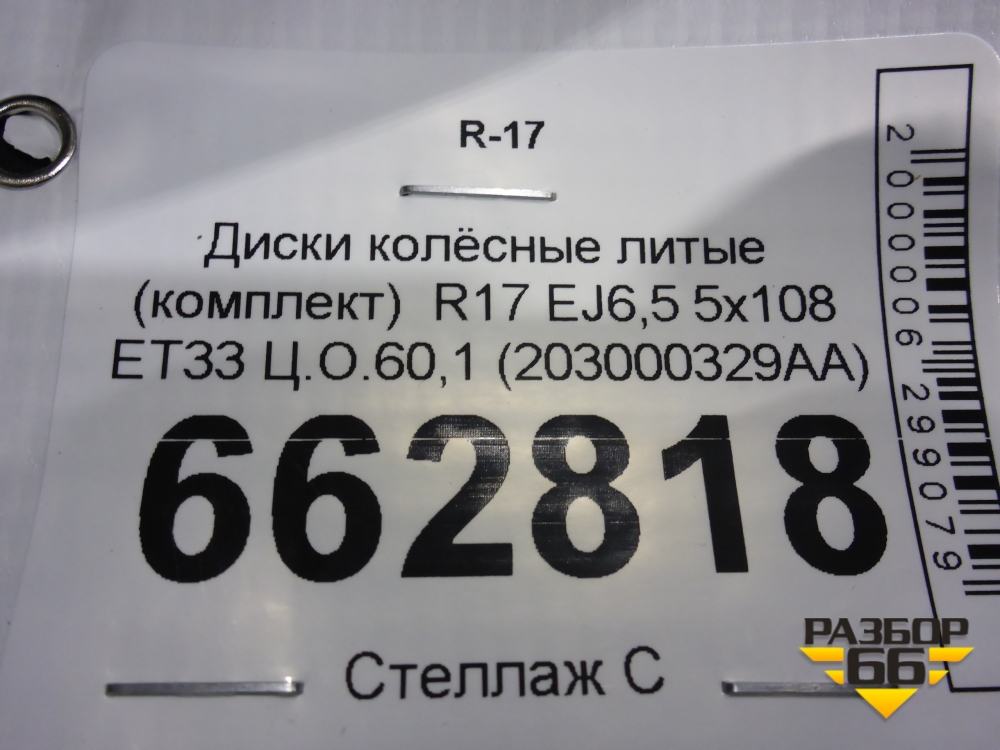 R-17
Диски колёсные литые
(комплект) R17 EJ6,5 5x108
ET33 Ц.О.60,1 (203000329AA)
662818
Стеллаж С
2000006299079
РАЗБОР
66